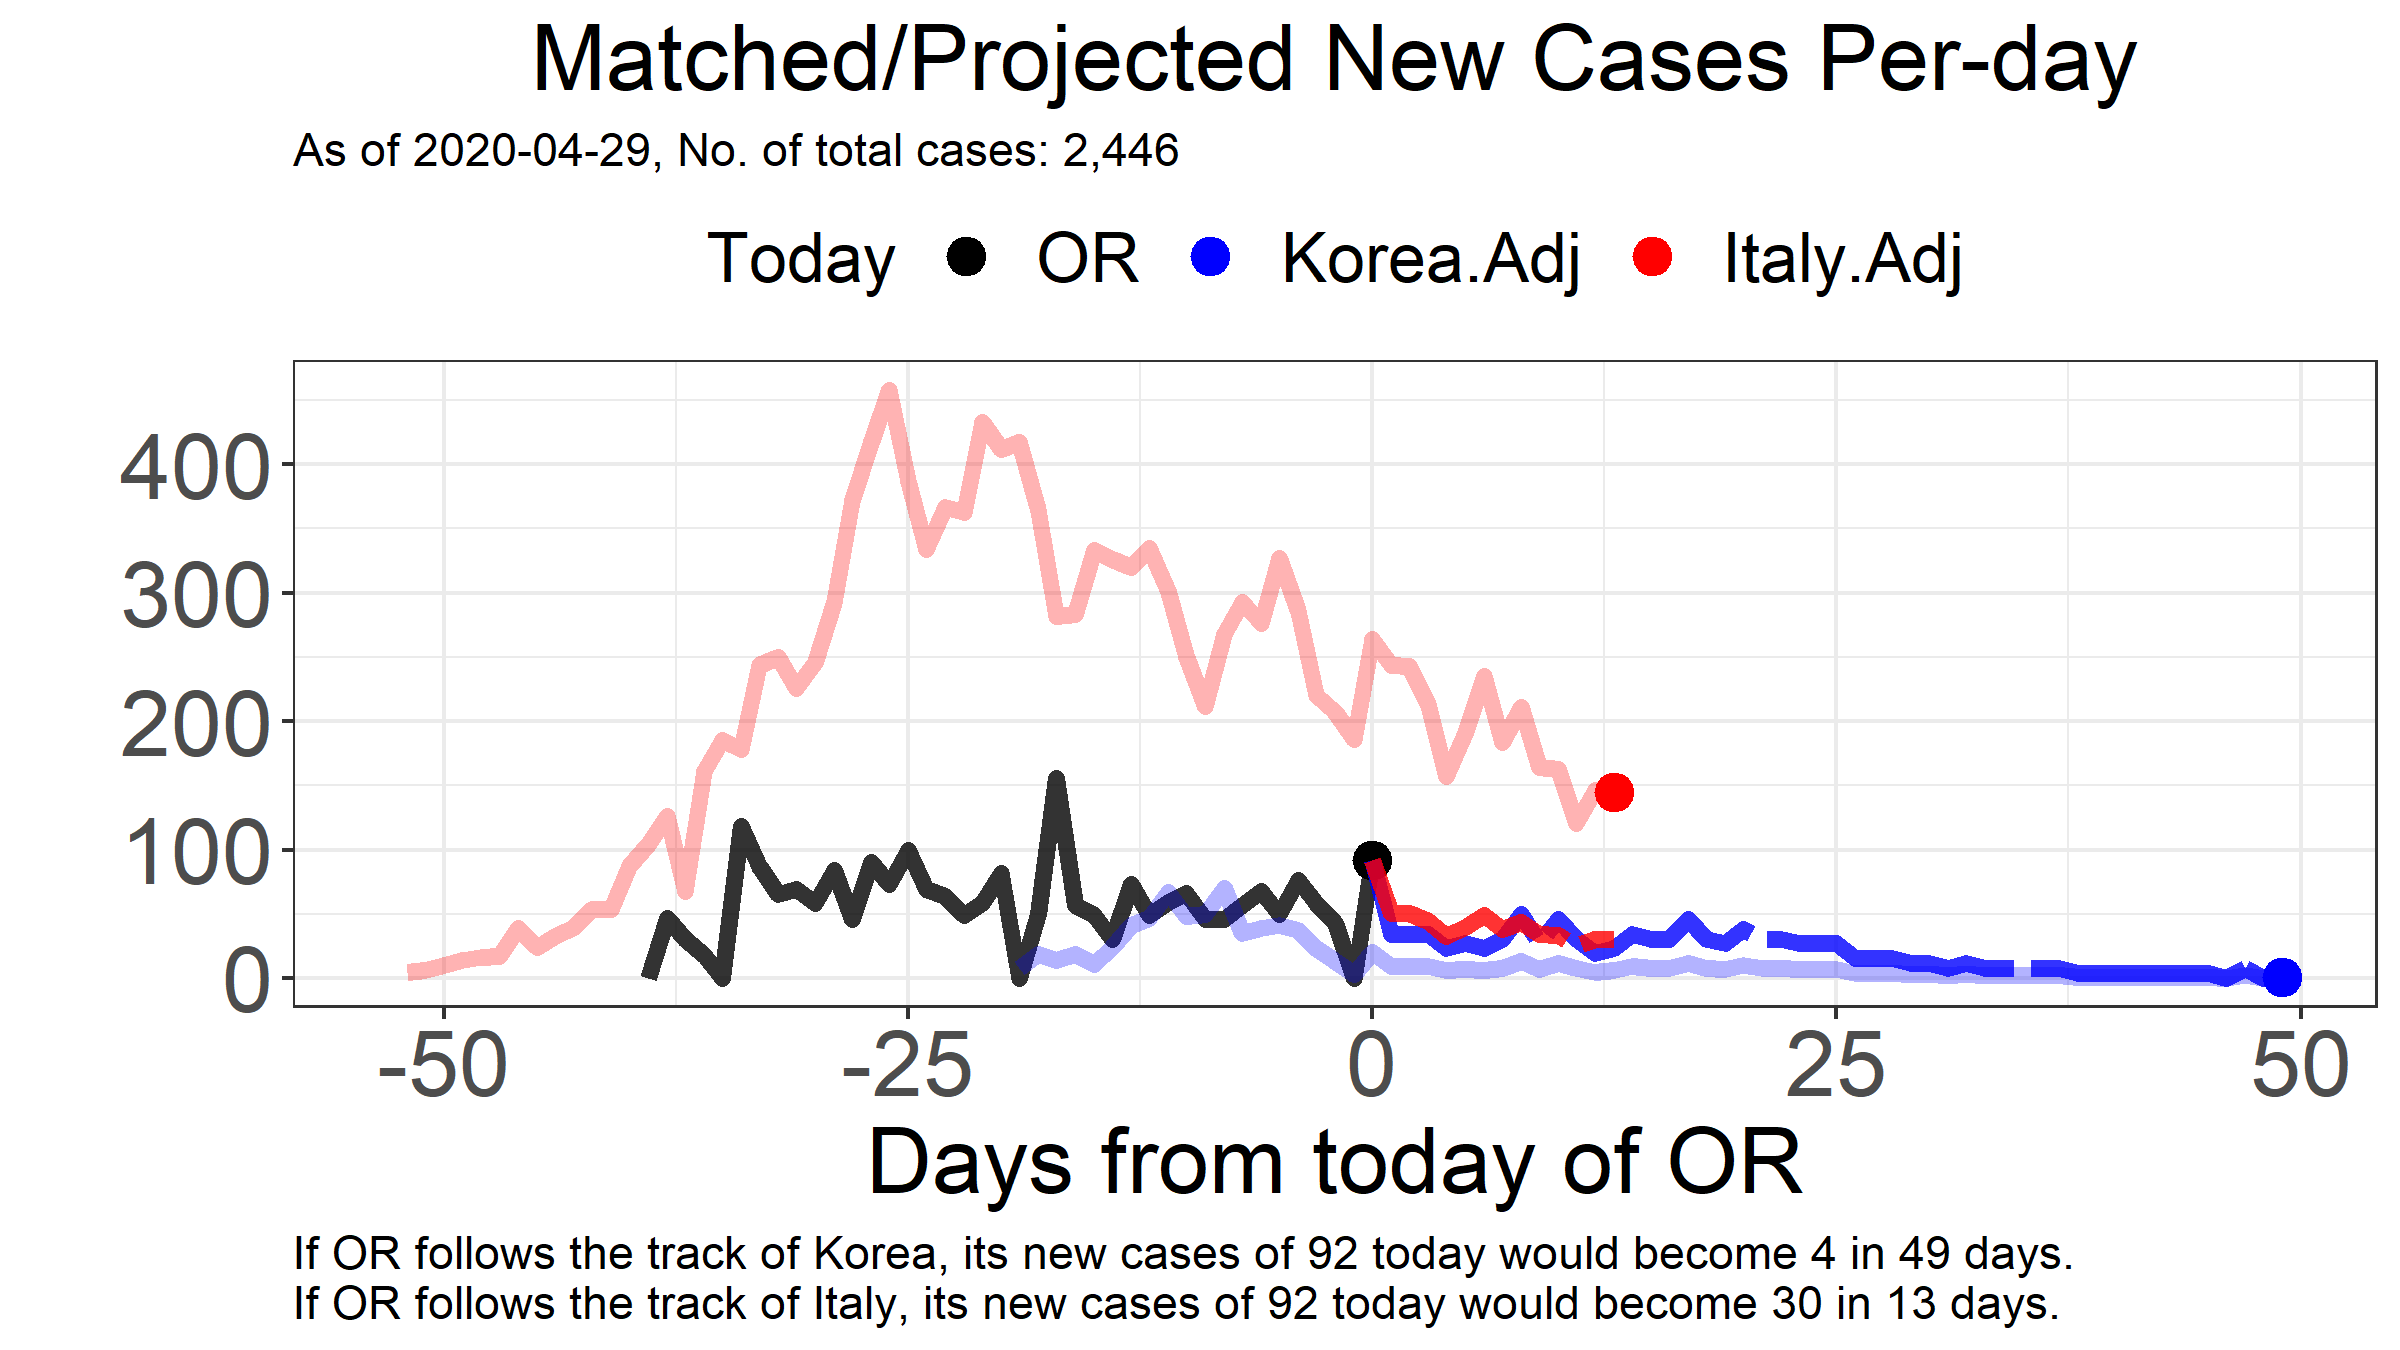 Matched/Projected New Cases Per-day
As of 2020-04-29, No. of total cases: 2,446
Today OR Korea.Adj Italy.Adj
400
300
200
100
0
-50 -25 0 25 50
Days from today of OR
If OR follows the track of Korea, its new cases of 92 today would become 4 in 49 days.
If OR follows the track of Italy, its new cases of 92 today would become 30 in 13 days.